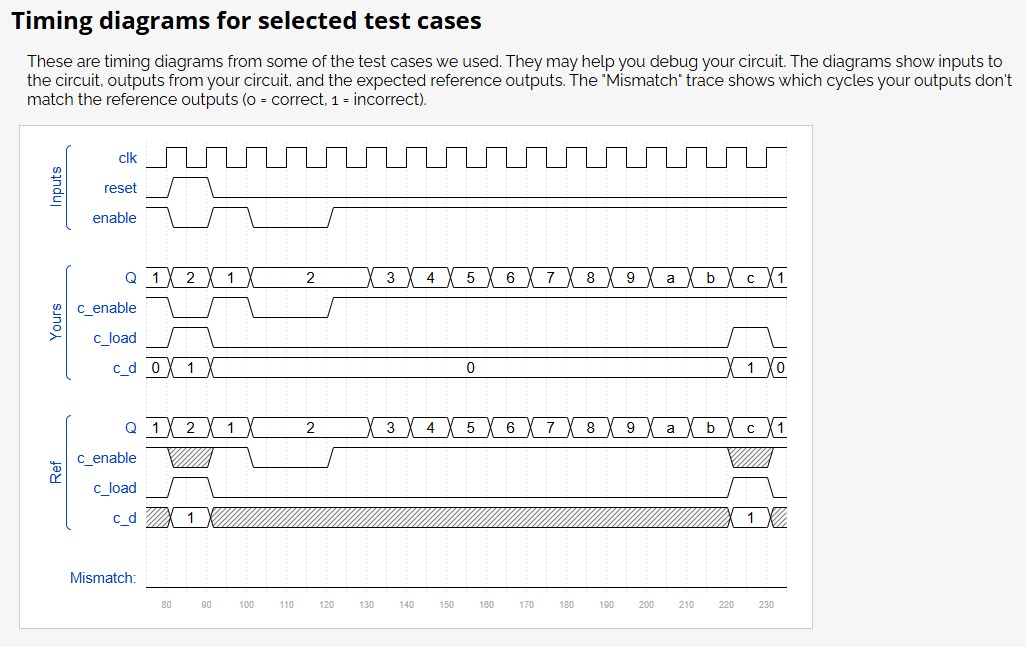 Timing diagrams for selected test cases
These are timing diagrams from some of the test cases we used. They may help you debug your circuit. The diagrams show inputs to
the circuit, outputs from your circuit, and the expected reference outputs. The "Mismatch" trace shows which cycles your outputs don't
match the reference outputs (0 = correct, 1 = incorrect).
Inputs
clk
reset
enable
Yours
Q 1 2 1 2 3 4 5 6 7 8 9 a b c 1
c_enable
c_load
c_d 0 1 0 1 0
Ref
Q 1 2 1 2 3 4 5 6 7 8 9 a b c 1
c_enable
c_load
c_d 1 1
Mismatch:
80 90 100 110 120 130 140 150 160 170 180 190 200 210 220 230